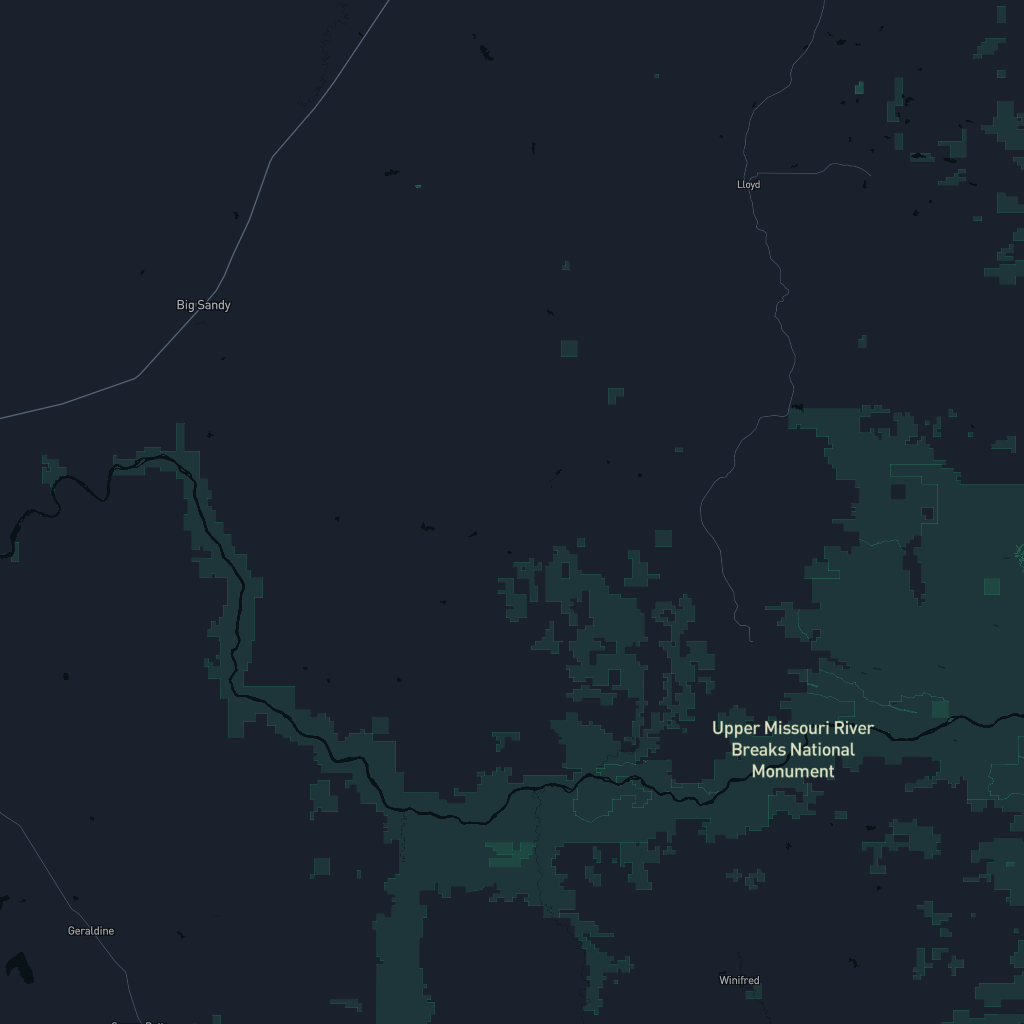 Lloyd
Big Sandy
Upper Missouri River
Breaks National
Monument
Geraldine
Winifred